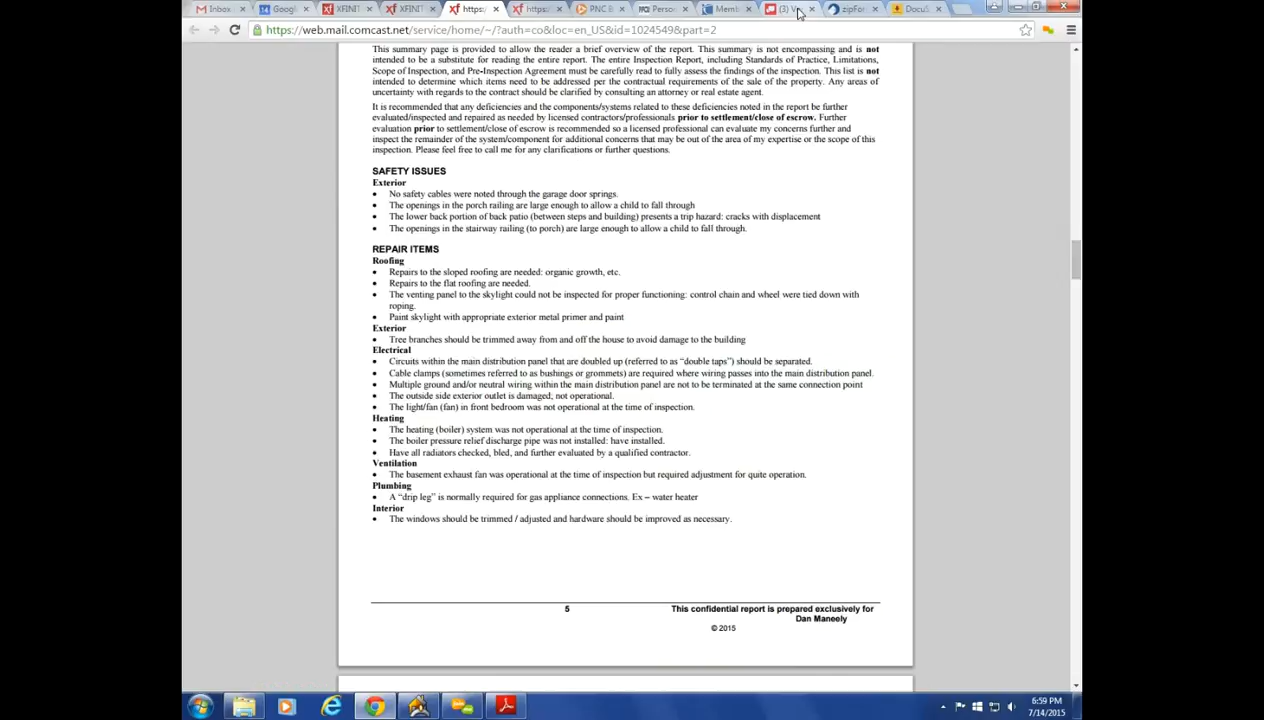 Inbox
Googl
XFINIT
XFINIT
https:/
https:/
PNC B
Person
Memb
(3) V
zipFor
DocuS
https://web.mail.comcast.net/service/home/~/?auth=co&loc=en_US&id=1024549&part=2
This summary page is provided to allow the reader a brief overview of the report. This summary is not encompassing and is not
intended to be a substitute for reading the entire report. The entire Inspection Report, including Standards of Practice, Limitations,
Scope of Inspection, and Pre-Inspection Agreement must be carefully read to fully assess the findings of the inspection. This list is not
intended to determine which items need to be addressed per the contractual requirements of the sale of the property. Any areas of
uncertainty with regards to the contract should be clarified by consulting an attorney or real estate agent.
It is recommended that any deficiencies and the components/systems related to these deficiencies noted in the report be further
evaluated/inspected and repaired as needed by licensed contractors/professionals prior to settlement/close of escrow. Further
evaluation prior to settlement/close of escrow is recommended so a licensed professional can evaluate my concerns further and
inspect the remainder of the system/component for additional concerns that may be out of the area of my expertise or the scope of this
inspection. Please feel free to call me for any clarifications or further questions.
SAFETY ISSUES
Exterior
• No safety cables were noted through the garage door springs.
• The openings in the porch railing are large enough to allow a child to fall through
• The lower back portion of back patio (between steps and building) presents a trip hazard: cracks with displacement
• The openings in the stairway railing (to porch) are large enough to allow a child to fall through.
REPAIR ITEMS
Roofing
• Repairs to the sloped roofing are needed: organic growth, etc.
• Repairs to the flat roofing are needed.
• The venting panel to the skylight could not be inspected for proper functioning: control chain and wheel were tied down with
roping.
• Paint skylight with appropriate exterior metal primer and paint
Exterior
• Tree branches should be trimmed away from and off the house to avoid damage to the building
Electrical
• Circuits within the main distribution panel that are doubled up (referred to as “double taps”) should be separated.
• Cable clamps (sometimes referred to as bushings or grommets) are required where wiring passes into the main distribution panel.
• Multiple ground and/or neutral wiring within the main distribution panel are not to be terminated at the same connection point
• The outside side exterior outlet is damaged; not operational.
• The light/fan (fan) in front bedroom was not operational at the time of inspection.
Heating
• The heating (boiler) system was not operational at the time of inspection.
• The boiler pressure relief discharge pipe was not installed: have installed.
• Have all radiators checked, bled, and further evaluated by a qualified contractor.
Ventilation
• The basement exhaust fan was operational at the time of inspection but required adjustment for quite operation.
Plumbing
• A “drip leg” is normally required for gas appliance connections. Ex – water heater
Interior
• The windows should be trimmed / adjusted and hardware should be improved as necessary.
5
This confidential report is prepared exclusively for
Dan Maneely
© 2015
6:59 PM
7/14/2015